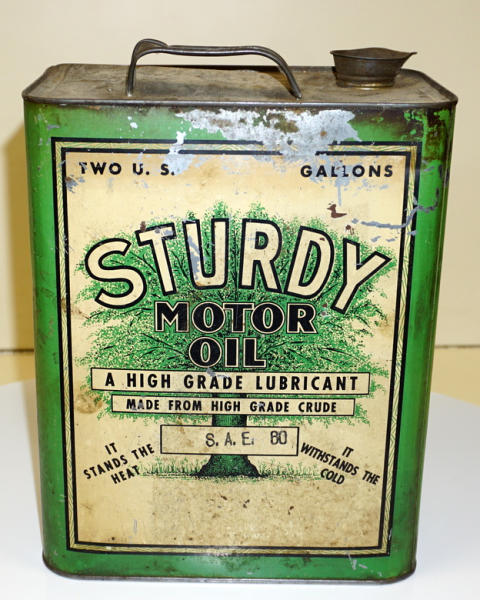 TWO U. S. GALLONS
STURDY
MOTOR
OIL
A HIGH GRADE LUBRICANT
MADE FROM HIGH GRADE CRUDE
S. A. E. 80
IT
STANDS THE
HEAT
IT
WITHSTANDS THE
COLD